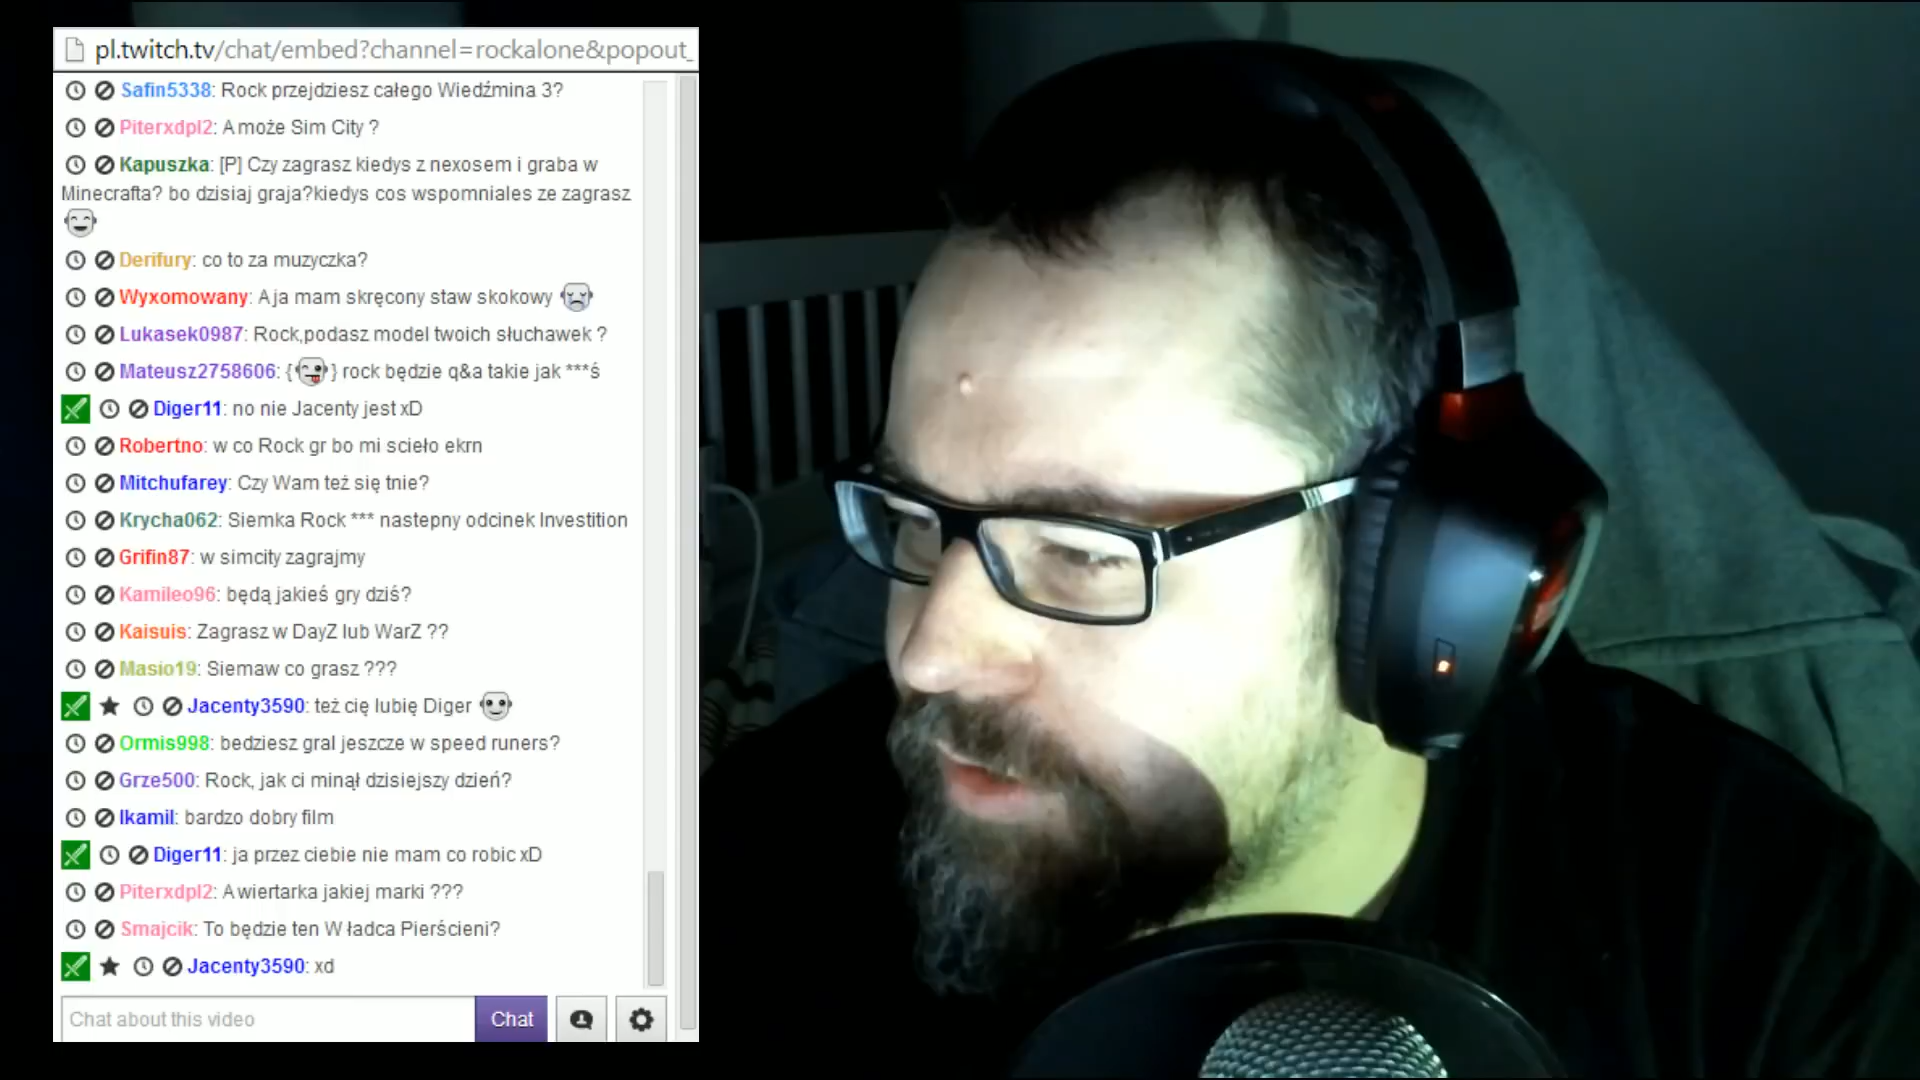 pl.twitch.tv/chat/embed?channel=rockalone&popout_
Safin5338: Rock przejdziesz całego Wiedźmina 3?
Piterxdpl2: A może Sim City ?
Kapuszka: [P] Czy zagrasz kiedys z nexosem i graba w
Minecrafta? bo dzisiaj graja?kiedys cos wspomniales ze zagrasz
Derifury: co to za muzyczka?
Wyxomowany: A ja mam skręcony staw skokowy
Lukasek0987: Rock,podasz model twoich słuchawek ?
Mateusz2758606: { } rock będzie q&a takie jak ***ś
Diger11: no nie Jacenty jest xD
Robertno: w co Rock gr bo mi scieło ekrn
Mitchufarey: Czy Wam też się tnie?
Krycha062: Siemka Rock *** nastepny odcinek Investition
Grifin87: w simcity zagrajmy
Kamileo96: będą jakieś gry dziś?
Kaisuis: Zagrasz w DayZ lub WarZ ??
Masio19: Siemaw co grasz ???
Jacenty3590: też cię lubię Diger
Ormis998: bedziesz gral jeszcze w speed runers?
Grze500: Rock, jak ci minął dzisiejszy dzień?
Ikamil: bardzo dobry film
Diger11: ja przez ciebie nie mam co robic xD
Piterxdpl2: A wiertarka jakiej marki ???
Smajcik: To będzie ten W ładca Pierścieni?
Jacenty3590: xd
Chat about this video
Chat